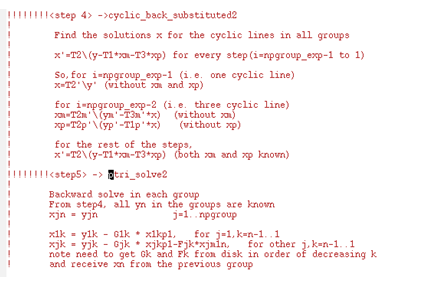 !!!!!!!!<step 4> ->cyclic_back_substituted2
!
! Find the solutions x for the cyclic lines in all groups
!
! x'=T2\(y-T1*xm-T3*xp) for every step(i=npgroup_exp-1 to 1)
!
! So,for i=npgroup_exp-1 (i.e. one cyclic line)
! x=T2'\y' (without xm and xp)
!
! for i=npgroup_exp-2 (i.e. three cyclic line)
! xm=T2m'\(ym'-T3m'*x) (without xm)
! xp=T2p'\(yp'-T1p'*x) (without xp)
!
! for the rest of the steps,
! x'=T2\(y-T1*xm-T3*xp) (both xm and xp known)
!
!!!!!!!!<step5> -> ptri_solve2
!
! Backward solve in each group
! From step4, all yn in the groups are known
! xjn = yjn j=1..npgroup
!
! x1k = y1k - G1k * x1kp1, for j=1,k=n-1..1
! xjk = yjk - Gjk * xjkp1-Fjk*xjm1n, for other j,k=n-1..1
! note need to get Gk and Fk from disk in order of decreasing k
! and receive xn from the previous group